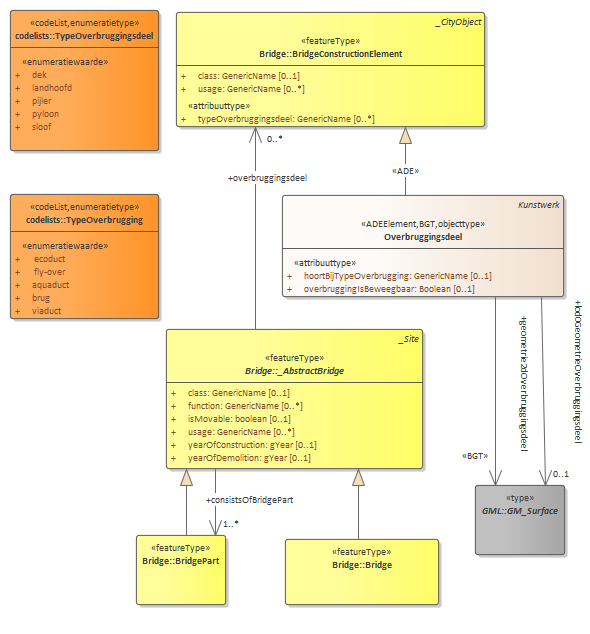 «codeList,enumeratietype»
codelists::TypeOverbruggingsdeel
«enumeratiewaarde»
+ dek
+ landhoofd
+ pijler
+ pyloon
+ sloof
_CityObject
«featureType»
Bridge::BridgeConstructionElement
+ class: GenericName [0..1]
+ usage: GenericName [0..*]
«attribuuttype»
+ typeOverbruggingsdeel: GenericName [0..*]
0..*
+overbruggingsdeel
«ADE»
«codeList,enumeratietype»
codelists::TypeOverbrugging
«enumeratiewaarde»
+ ecoduct
+ fly-over
+ aquaduct
+ brug
+ viaduct
Kunstwerk
«ADEElement,BGT,objecttype»
Overbruggingsdeel
«attribuuttype»
+ hoortBijTypeOverbrugging: GenericName [0..1]
+ overbruggingIsBeweegbaar: Boolean [0..1]
_Site
«featureType»
Bridge::_AbstractBridge
+ class: GenericName [0..1]
+ function: GenericName [0..*]
+ isMovable: boolean [0..1]
+ usage: GenericName [0..*]
+ yearOfConstruction: gYear [0..1]
+ yearOfDemolition: gYear [0..1]
+geometrie2dOverbruggingsdeel
+lod0GeometrieOverbruggingsdeel
«BGT»
0..1
«type»
GML::GM_Surface
+consistsOfBridgePart
1..*
«featureType»
Bridge::BridgePart
«featureType»
Bridge::Bridge